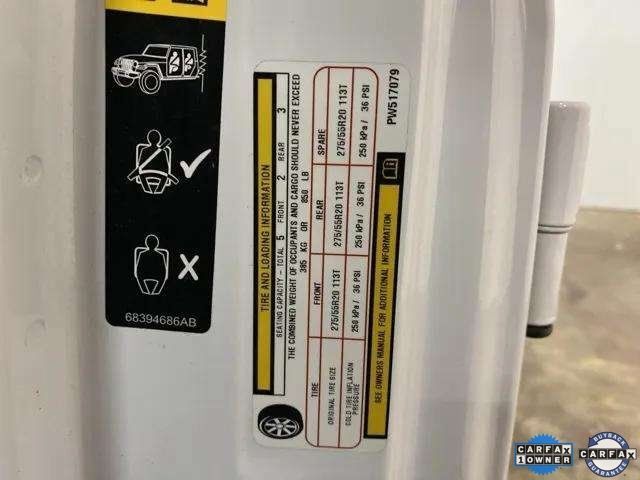 68394686AB
TIRE AND LOADING INFORMATION
SEATING CAPACITY - TOTAL 5 FRONT 2 REAR 3
THE COMBINED WEIGHT OF OCCUPANTS AND CARGO SHOULD NEVER EXCEED
385 KG OR 850 LB
TIRE FRONT REAR SPARE
ORIGINAL TIRE SIZE 275/55R20 113T 275/55R20 113T 275/55R20 113T
COLD TIRE INFLATION PRESSURE 250 kPa / 36 PSI 250 kPa / 36 PSI 250 kPa / 36 PSI
SEE OWNERS MANUAL FOR ADDITIONAL INFORMATION
PW517079
CARFAX
1 OWNER
BUYBACK
CARFAX
GUARANTEE